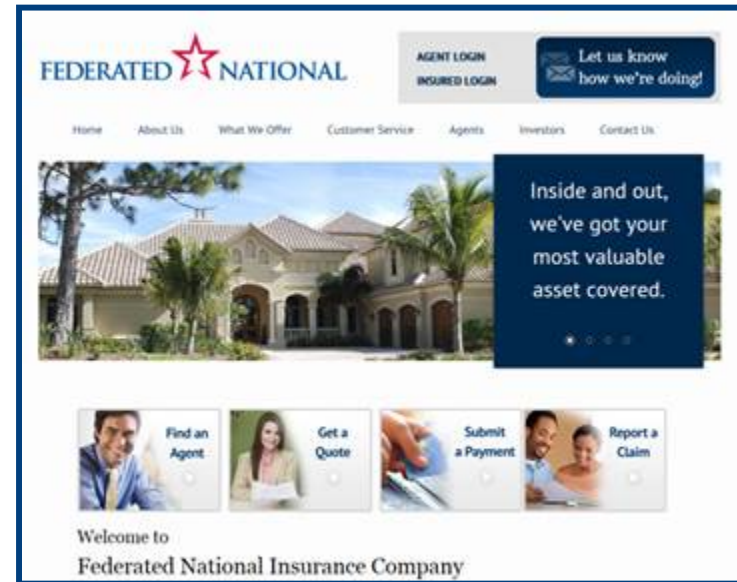 FEDERATED NATIONAL
AGENT LOGIN
INSURED LOGIN
Let us know
how we're doing!
Home About Us What We Offer Customer Service Agents Investors Contact Us
Inside and out,
we've got your
most valuable
asset covered.
Find an
Agent
Get a
Quote
Submit
a Payment
Report a
Claim
Welcome to
Federated National Insurance Company